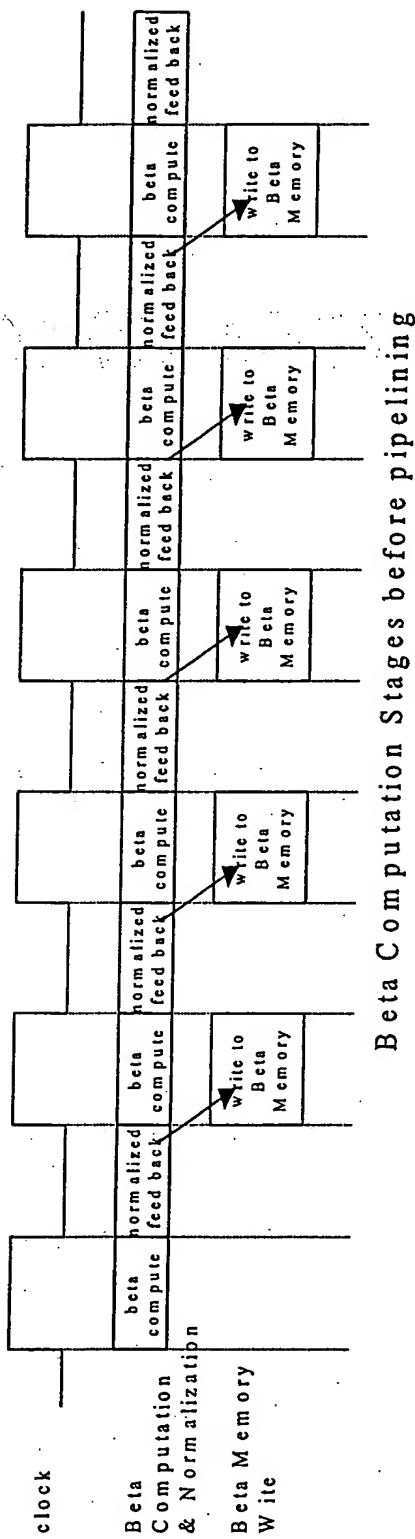 clock
Beta
Computation
& Normalization
beta
compute
normalized
feed back
beta
compute
normalized
feed back
beta
compute
normalized
feed back
beta
compute
normalized
feed back
beta
compute
normalized
feed back
beta
compute
normalized
feed back
Beta Memory
Wite
write to
Beta
Memory
write to
Beta
Memory
write to
Beta
Memory
write to
Beta
Memory
write to
Beta
Memory
Beta Computation Stages before pipelining